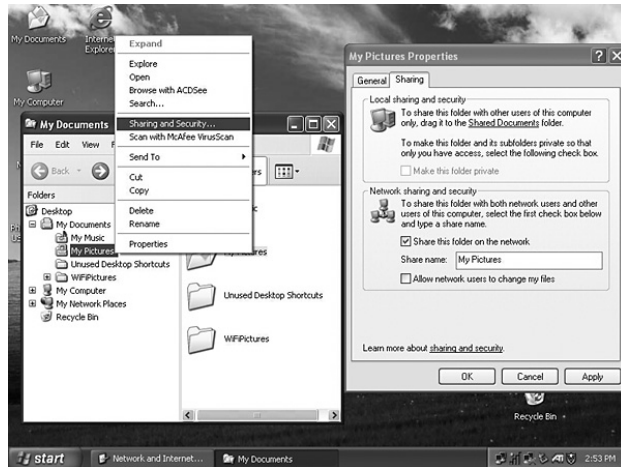 My Documents
Internet
Explorer
My Computer
My Documents
File Edit View
Back
Folders
Desktop
My Documents
My Music
My Pictures
Unused Desktop Shortcuts
WiFiPictures
My Computer
My Network Places
Recycle Bin
Expand
Explore
Open
Browse with ACDSee
Search...
Sharing and Security...
Scan with McAfee VirusScan
Send To
Cut
Copy
Delete
Rename
Properties
Unused Desktop Shortcuts
WiFiPictures
My Pictures Properties
General Sharing
Local sharing and security
To share this folder with other users of this computer
only, drag it to the Shared Documents folder.
To make this folder and its subfolders private so that
only you have access, select the following check box.
Make this folder private
Network sharing and security
To share this folder with both network users and other
users of this computer, select the first check box below
and type a share name.
Share this folder on the network
Share name: My Pictures
Allow network users to change my files
Learn more about sharing and security.
OK Cancel Apply
Recycle Bin
start Network and Internet... My Documents 2:53 PM